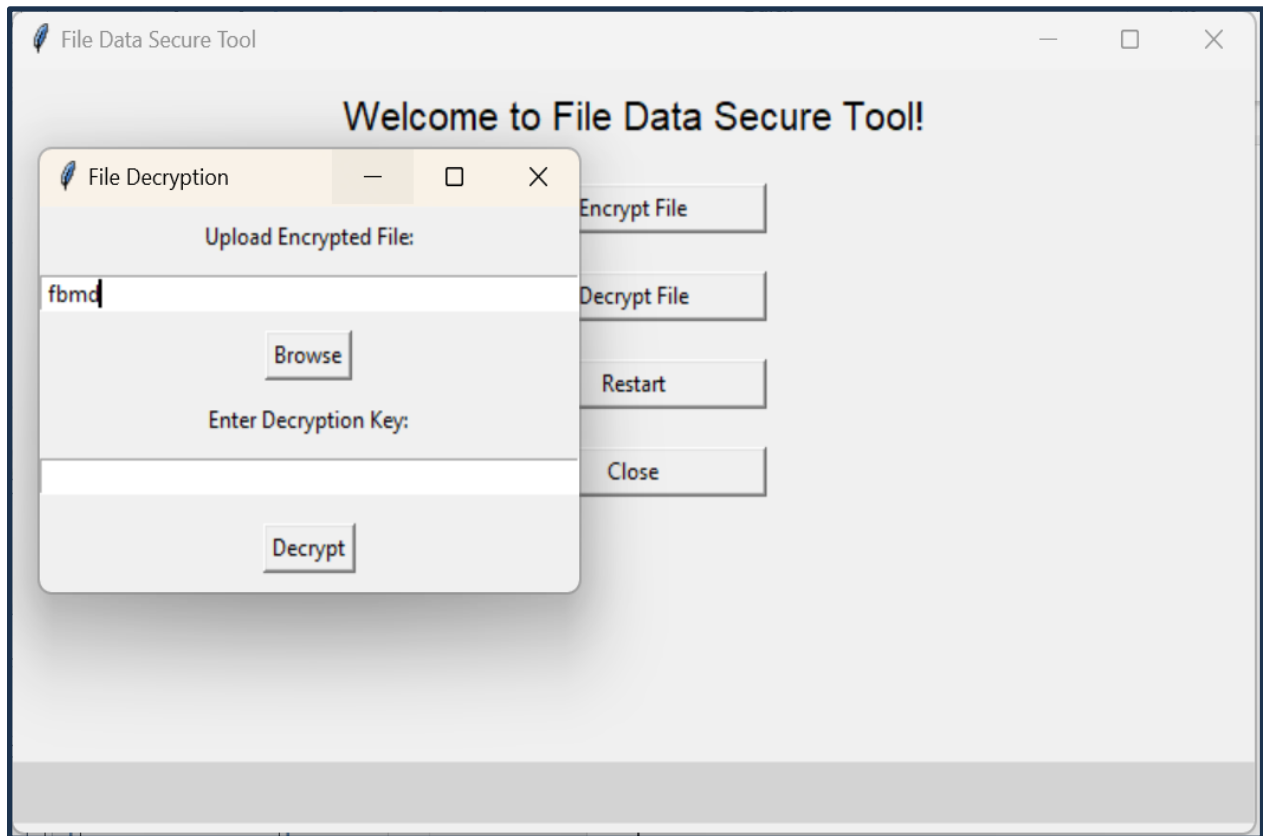 File Data Secure Tool
Welcome to File Data Secure Tool!
File Decryption
Upload Encrypted File:
fbmd
Browse
Enter Decryption Key:
Decrypt
Encrypt File
Decrypt File
Restart
Close